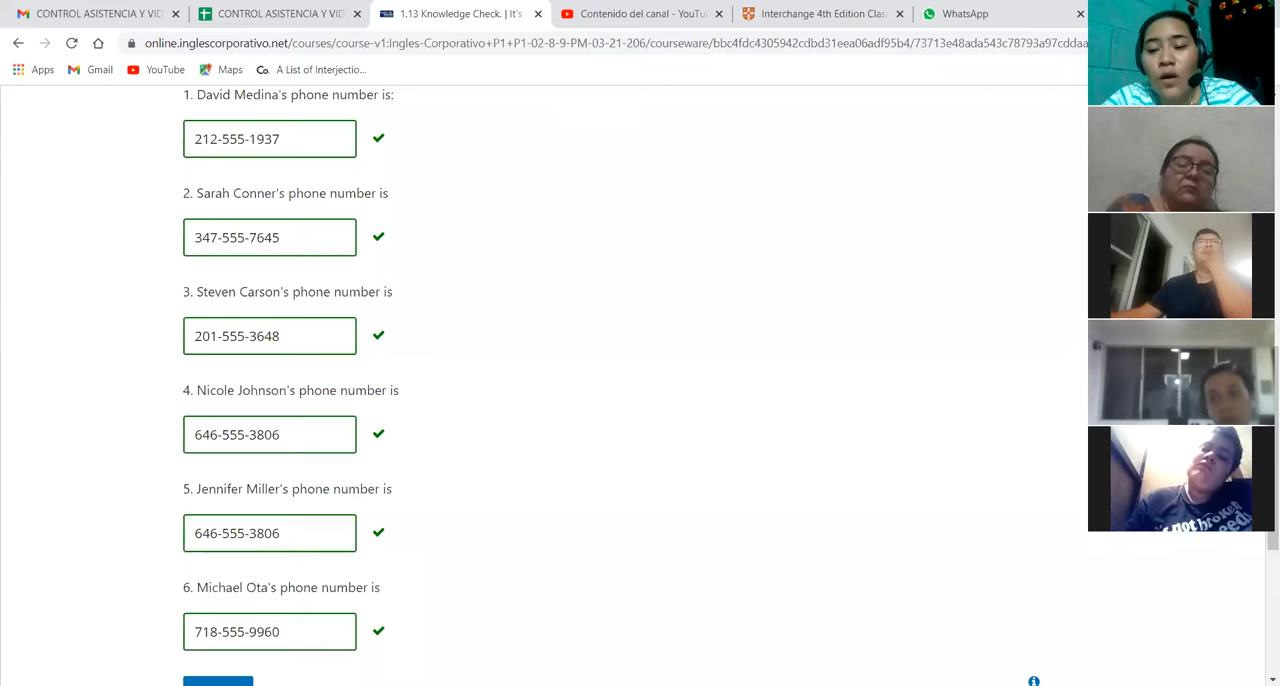 CONTROL ASISTENCIA Y VID
CONTROL ASISTENCIA Y VID
1.13 Knowledge Check. | It's
Contenido del canal - YouTu
Interchange 4th Edition Clas
WhatsApp
online.inglescorporativo.net/courses/course-v1:Ingles-Corporativo+P1+P1-02-8-9-PM-03-21-206/courseware/bbc4fdc4305942cdbd31eea06adf95b4/73713e48ada543c78793a97cddaa
Apps
Gmail
YouTube
Maps
Co.
A List of Interjectio...
1. David Medina's phone number is:
212-555-1937
2. Sarah Conner's phone number is
347-555-7645
3. Steven Carson's phone number is
201-555-3648
4. Nicole Johnson's phone number is
646-555-3806
5. Jennifer Miller's phone number is
646-555-3806
6. Michael Ota's phone number is
718-555-9960
not broken